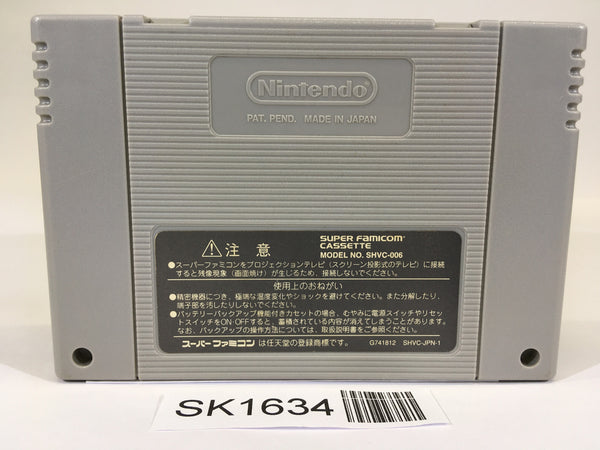 Nintendo
PAT. PEND. MADE IN JAPAN
⚠注 意
SUPER FAMICOM
CASSETTE
MODEL NO. SHVC-006
●スーパーファミコンをプロジェクションテレビ（スクリーン投影式のテレビ）に接続
すると残像現象（画面焼け）が生じるため、接続しないでください。
使用上のおねがい
●精密機器につき、極端な温度変化やショックを避けてください。また分解したり、
端子部を汚したりしないでください。
●バッテリーバックアップ機能付きカセットの場合、むやみに電源スイッチやリセッ
トスイッチをON・OFFすると、蓄積されている内容が消えてしまうことがあります。
なお、バックアップの操作方法については、取扱説明書をご参照ください。
スーパーファミコン は任天堂の登録商標です。
G741812 SHVC-JPN-1
SK1634